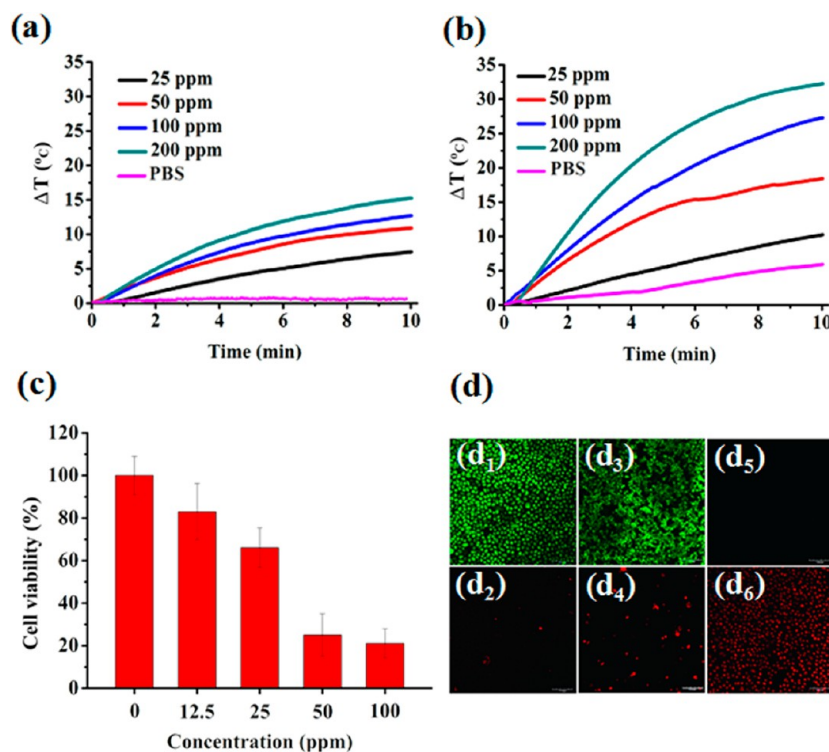 (a)
35
30
25
20
15
10
5
0
ΔT (°c)
25 ppm
50 ppm
100 ppm
200 ppm
PBS
0 2 4 6 8 10
Time (min)
(b)
35
30
25
20
15
10
5
0
ΔT (°c)
25 ppm
50 ppm
100 ppm
200 ppm
PBS
0 2 4 6 8 10
Time (min)
(c)
120
100
80
60
40
20
0
Cell viability (%)
0 12.5 25 50 100
Concentration (ppm)
(d)
(d1) (d3) (d5)
(d2) (d4) (d6)